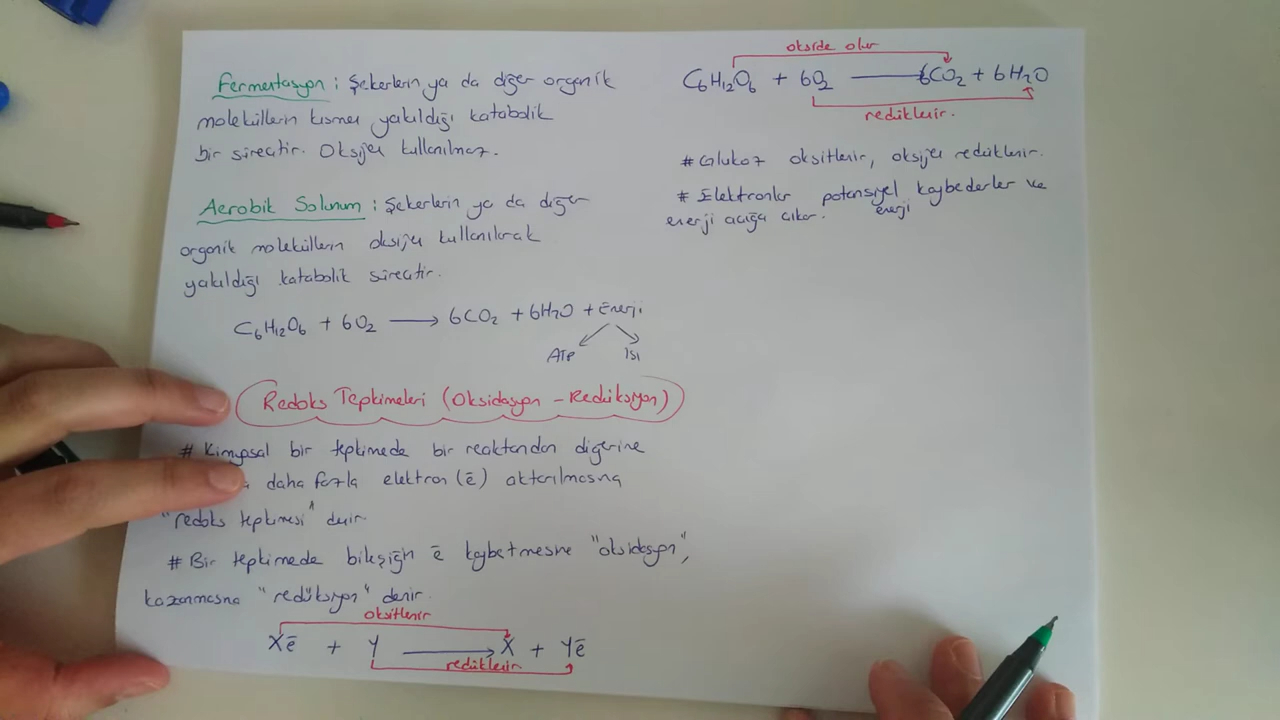 Fermentasyon : Şekerlerin ya da diğer organik
moleküllerin kısmen yakıldığı katabolik
bir süreçtir. Oksijen kullanılmaz.
Aerobik Solunum : Şekerlerin ya da diğer
organik moleküllerin oksijen kullanılarak
yakıldığı katabolik süreçtir.
C₆H₁₂O₆ + 6O₂ → 6CO₂ + 6H₂O + Enerji
ATP Isı
Redoks Tepkimeleri (Oksidasyon - Redüksiyon)
# Kimyasal bir tepkimede bir reaktandan diğerine
daha fazla elektron (ē) aktarılmasına
"redoks tepkimesi" denir.
# Bir tepkimede bileşiğin ē kaybetmesine "oksidasyon",
kazanmasına "redüksiyon" denir.
oksitlenir
Xē + Y → X + Yē
redüklenir
okside olur
C₆H₁₂O₆ + 6O₂ → 6CO₂ + 6H₂O
redüklenir.
# Glukoz oksitlenir, oksijen redüklenir.
# Elektronlar potansiyel kaybederler ve
enerji
enerji açığa çıkar.